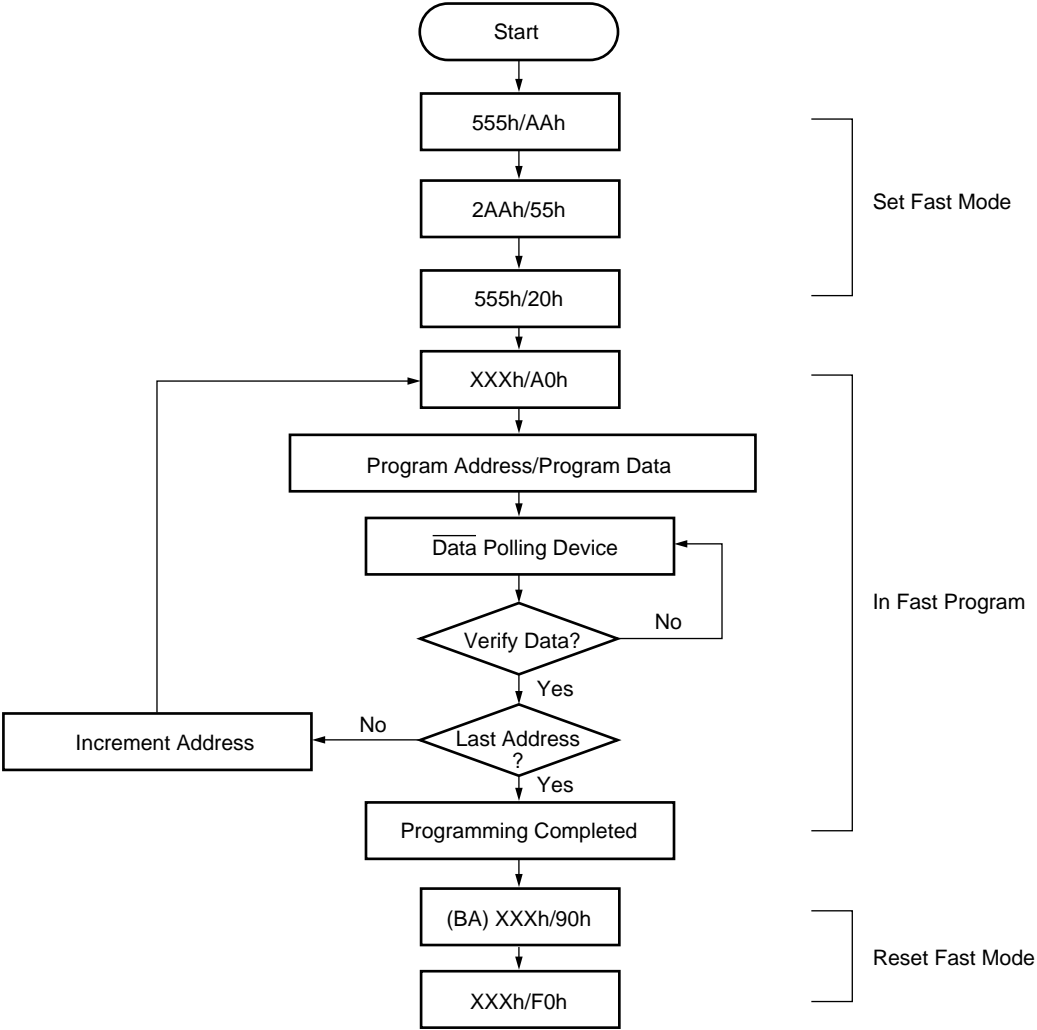 Start
555h/AAh
2AAh/55h
Set Fast Mode
555h/20h
XXXh/A0h
Program Address/Program Data
Data Polling Device
In Fast Program
Verify Data?
No
Yes
Increment Address
No
Last Address
?
Yes
Programming Completed
(BA) XXXh/90h
Reset Fast Mode
XXXh/F0h